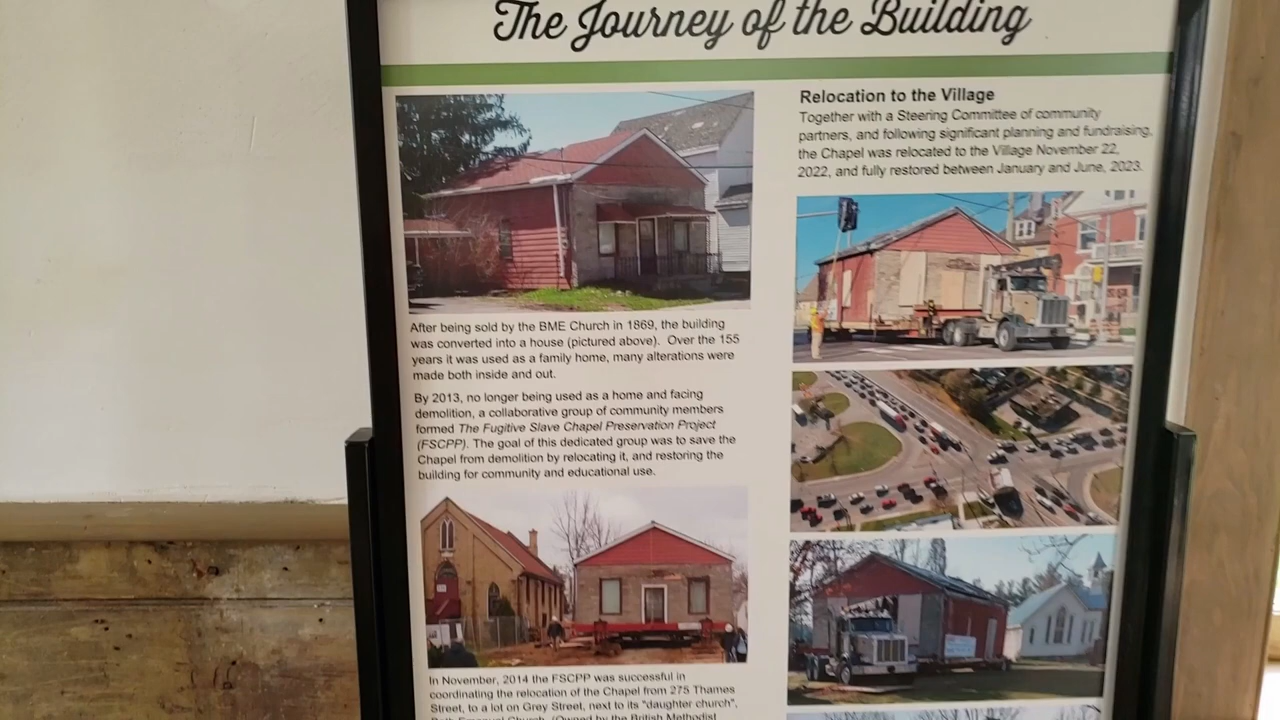 The Journey of the Building
After being sold by the BME Church in 1869, the building
was converted into a house (pictured above). Over the 155
years it was used as a family home, many alterations were
made both inside and out.
By 2013, no longer being used as a home and facing
demolition, a collaborative group of community members
formed The Fugitive Slave Chapel Preservation Project
(FSCPP). The goal of this dedicated group was to save the
Chapel from demolition by relocating it, and restoring the
building for community and educational use.
In November, 2014 the FSCPP was successful in
coordinating the relocation of the Chapel from 275 Thames
Street, to a lot on Grey Street, next to its "daughter church",
Beth Emanuel Church. (Owned by the British Methodist
Relocation to the Village
Together with a Steering Committee of community
partners, and following significant planning and fundraising,
the Chapel was relocated to the Village November 22,
2022, and fully restored between January and June, 2023.